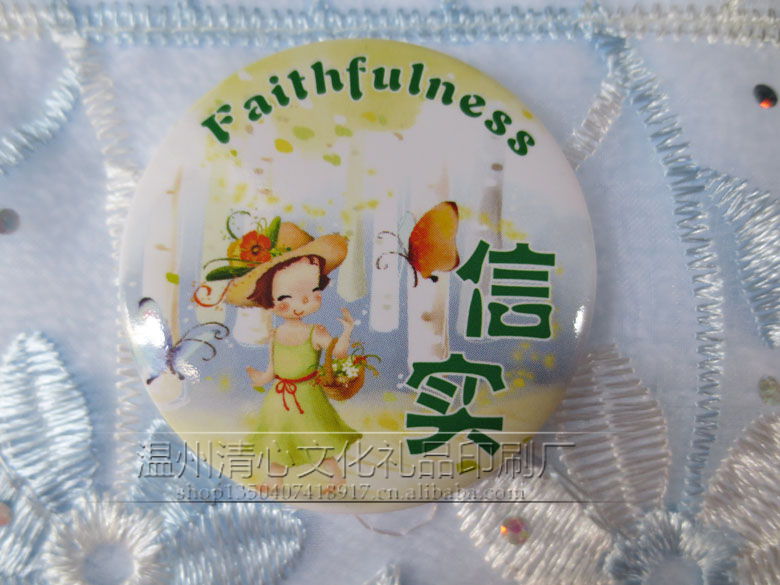 Faithfulness
信
实
温州清心文化礼品印刷厂
shop1350407418917.cn.alibaba.com